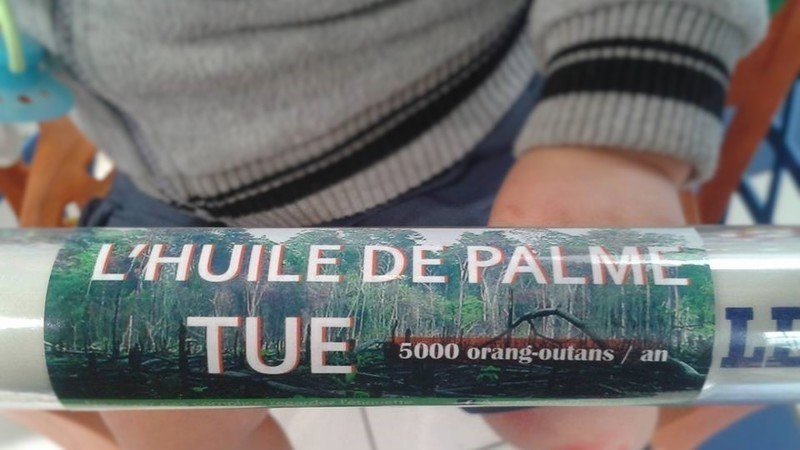 L'HUILE DE PALME
TUE
5000 orang-outans / an